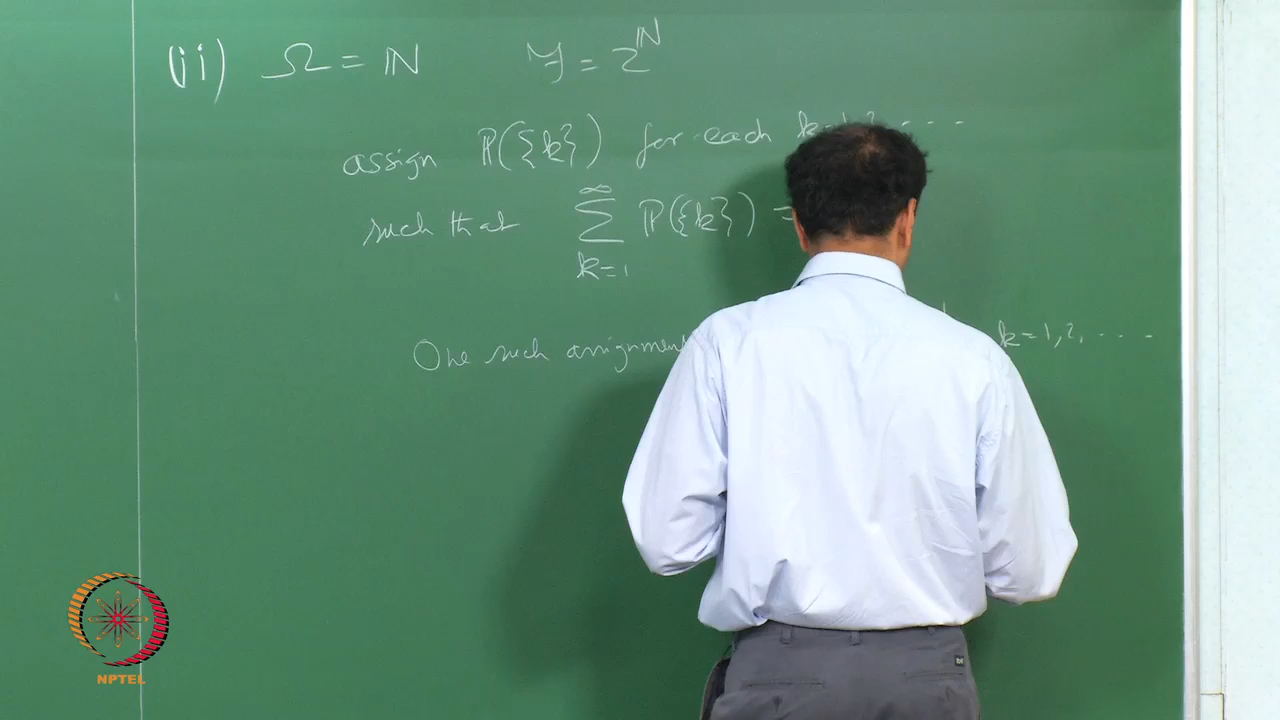 (ii) Ω = ℕ ℱ = 2^ℕ
assign ℙ({k}) for each k
such that ∑_{k=1}^{∞} ℙ({k}) =
One such assignment k=1,2, ....
NPTEL